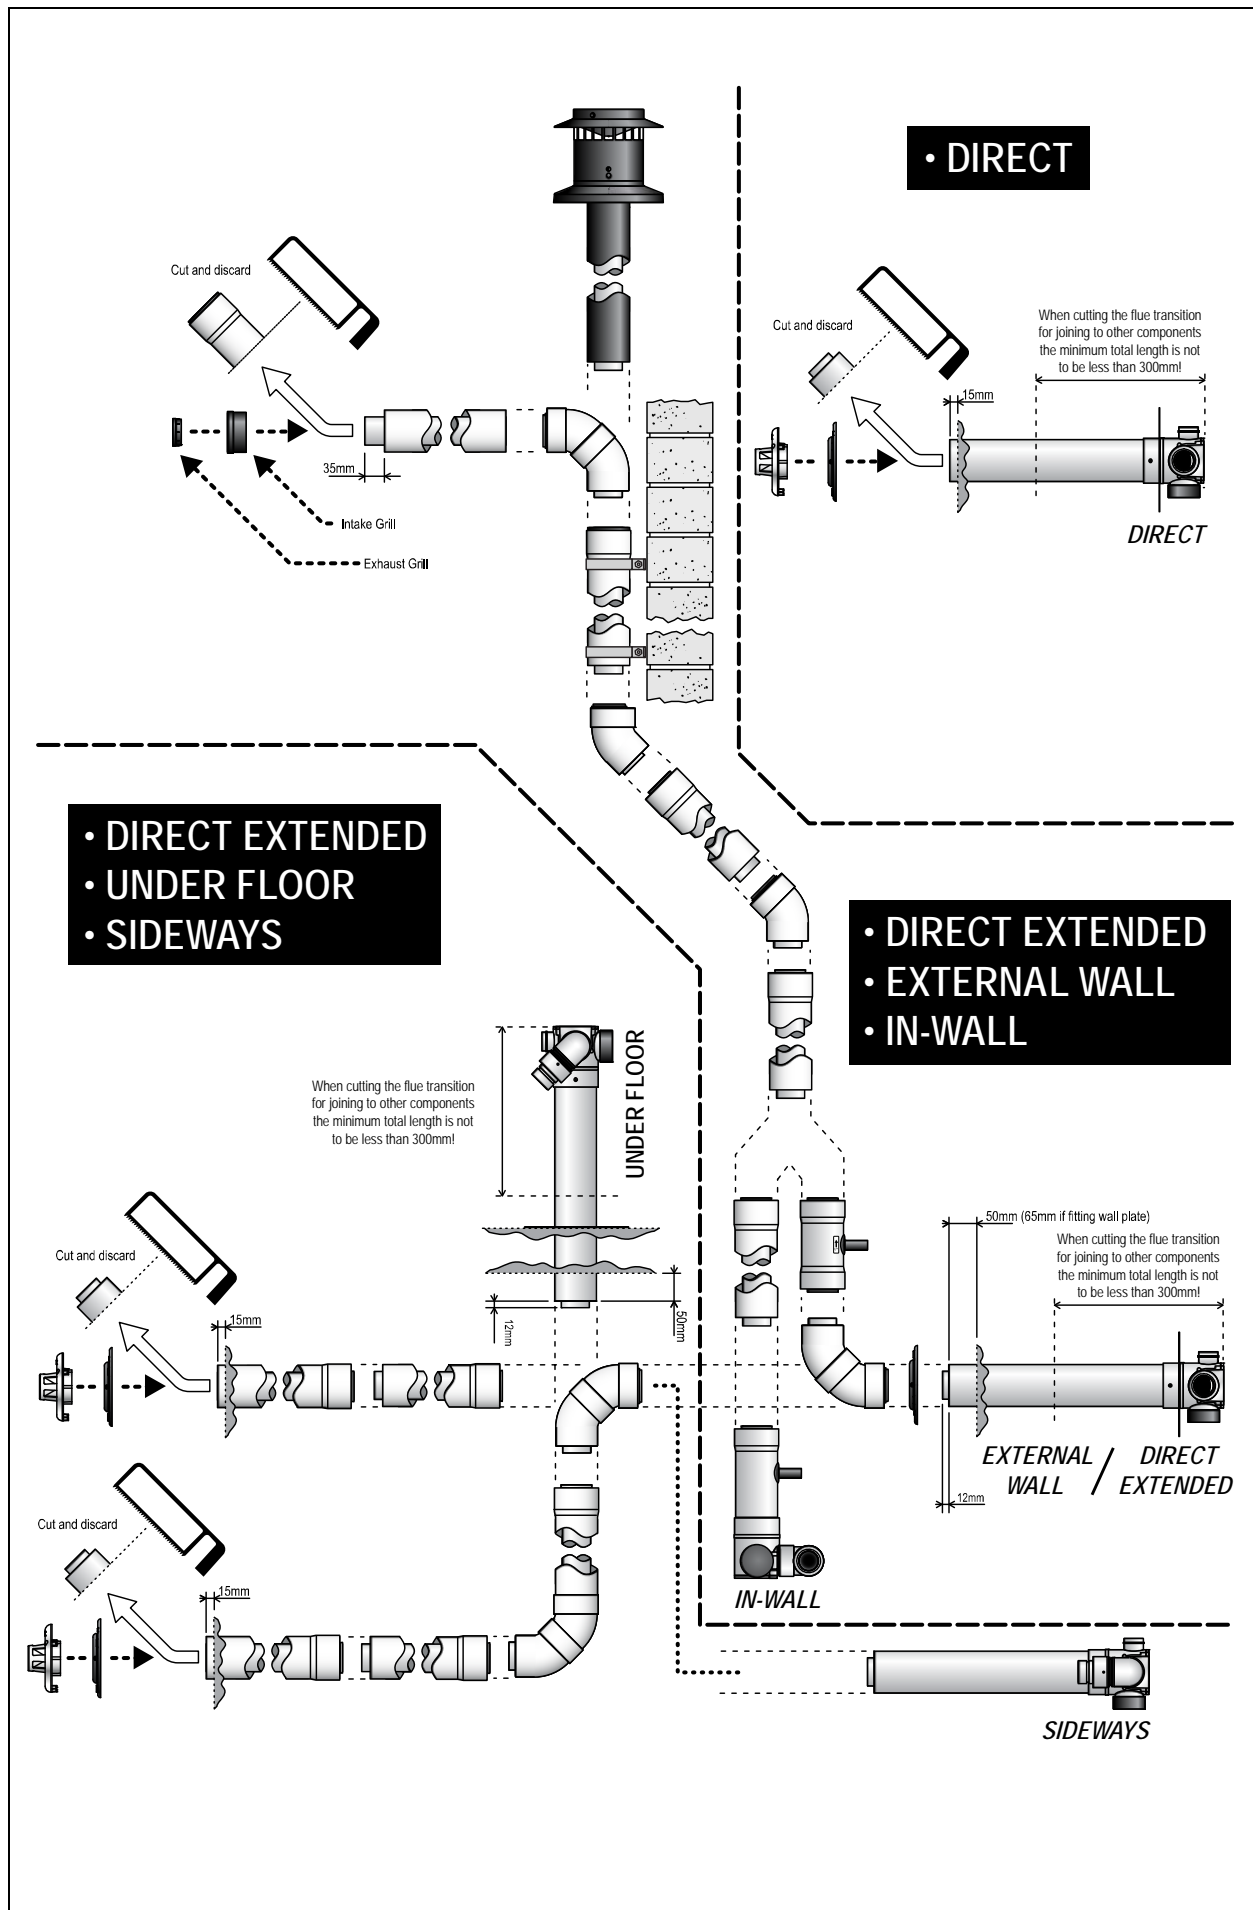 • DIRECT
Cut and discard
35mm
Intake Grill
Exhaust Grill
Cut and discard
When cutting the flue transition
for joining to other components
the minimum total length is not
to be less than 300mm!
15mm
DIRECT
• DIRECT EXTENDED
• UNDER FLOOR
• SIDEWAYS
• DIRECT EXTENDED
• EXTERNAL WALL
• IN-WALL
When cutting the flue transition
for joining to other components
the minimum total length is not
to be less than 300mm!
UNDER FLOOR
12mm
50mm
Cut and discard
15mm
50mm (65mm if fitting wall plate)
When cutting the flue transition
for joining to other components
the minimum total length is not
to be less than 300mm!
EXTERNAL
WALL
/
DIRECT
EXTENDED
12mm
Cut and discard
15mm
IN-WALL
SIDEWAYS